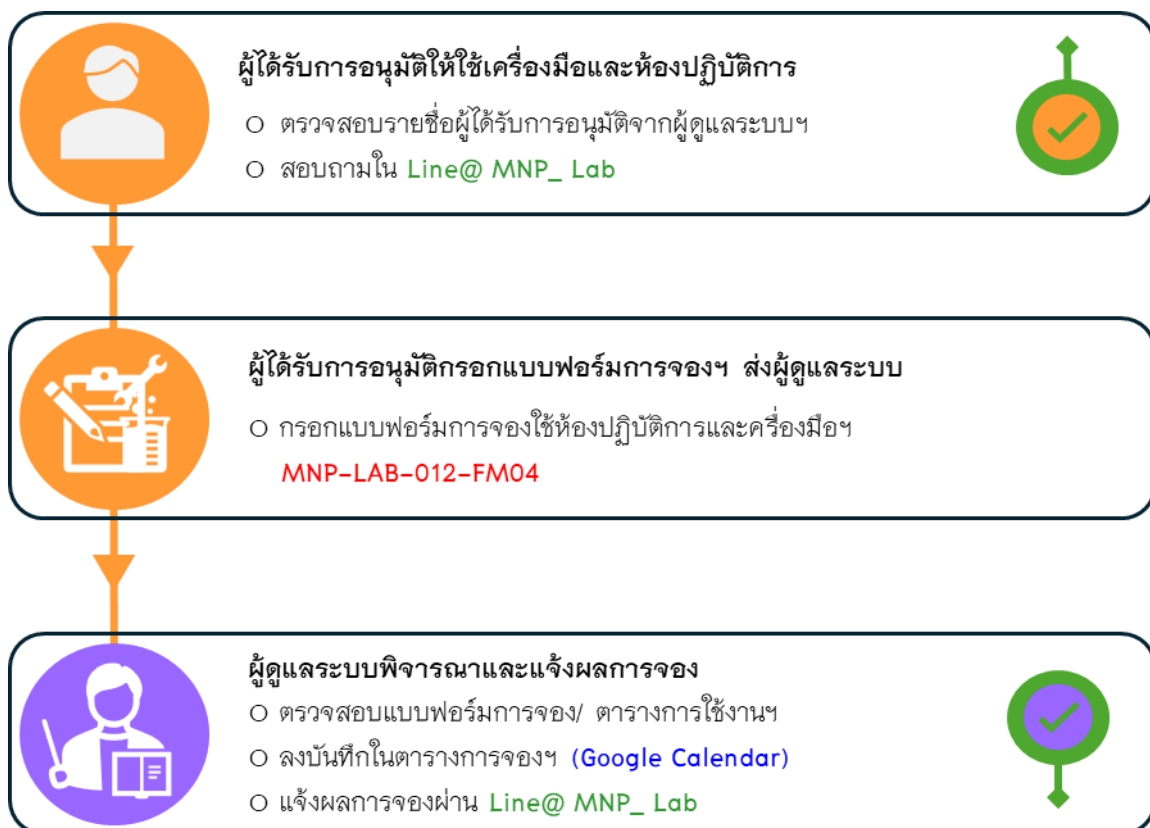 ผู้ได้รับการอนุมัติให้ใช้เครื่องมือและห้องปฏิบัติการ
O ตรวจสอบรายชื่อผู้ได้รับการอนุมัติจากผู้ดูแลระบบฯ
O สอบถามใน Line@ MNP_ Lab
ผู้ได้รับการอนุมัติกรอกแบบฟอร์มการจองฯ ส่งผู้ดูแลระบบ
O กรอกแบบฟอร์มการจองใช้ห้องปฏิบัติการและเครื่องมือฯ
MNP-LAB-012-FM04
ผู้ดูแลระบบพิจารณาและแจ้งผลการจอง
O ตรวจสอบแบบฟอร์มการจอง/ ตารางการใช้งานฯ
O ลงบันทึกในตารางการจองฯ (Google Calendar)
O แจ้งผลการจองผ่าน Line@ MNP_ Lab